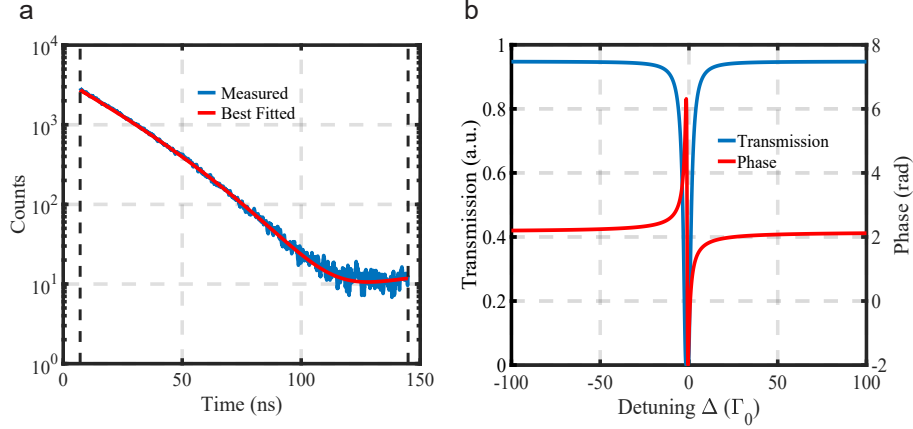 a
10^4
10^3
10^2
10^1
10^0
Counts
Measured
Best Fitted
0
50
100
150
Time (ns)
b
1
0.8
0.6
0.4
0.2
0
Transmission (a.u.)
Transmission
Phase
8
6
4
2
0
-2
Phase (rad)
-100
-50
0
50
100
Detuning Δ (Γ_0)